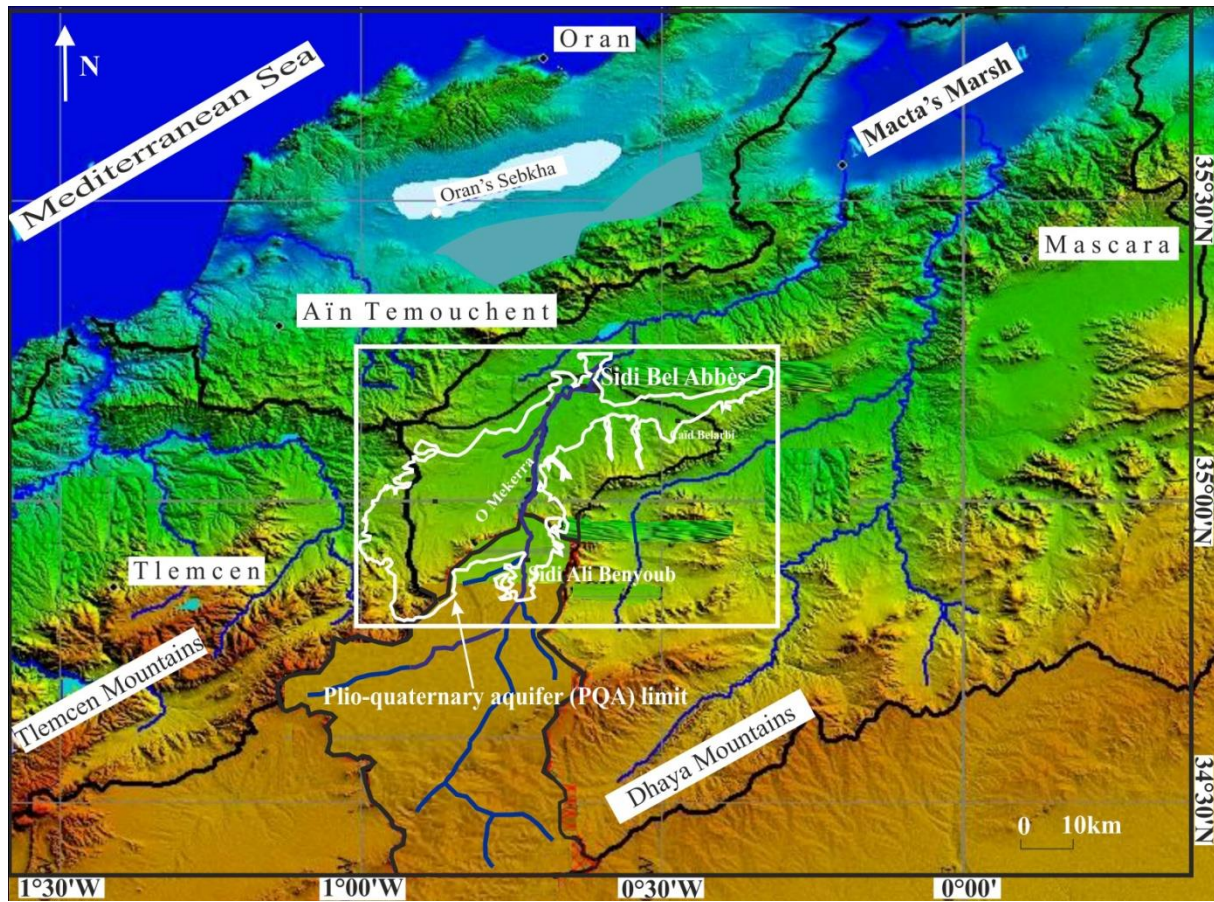 Oran
N
Mediterranean Sea
Macta's Marsh
Oran's Sebkha
35°30'N
Mascara
Aïn Temouchent
Sidi Bel Abbès
Caïd Belarbi
O Mekerra
35°00'N
Tlemcen
Sidi Ali Benyoub
Tlemcen Mountains
Plio-quaternary aquifer (PQA) limit
Dhaya Mountains
34°30'N
0 10km
1°30'W 1°00'W 0°30'W 0°00'